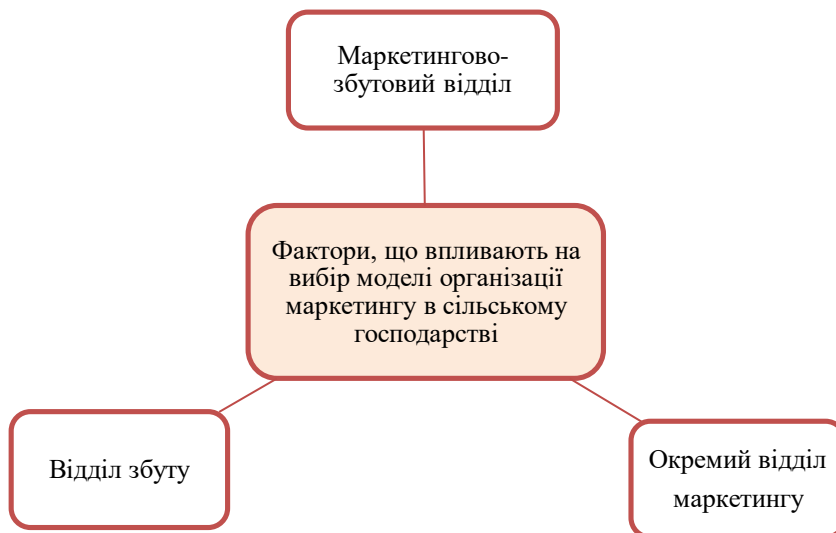 Маркетингово-
збутовий відділ
Фактори, що впливають на
вибір моделі організації
маркетингу в сільському
господарстві
Відділ збуту
Окремий відділ
маркетингу